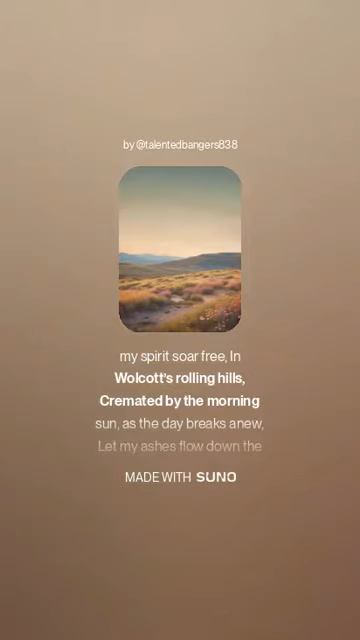 by @talentedbangers838
my spirit soar free, In
Wolcott's rolling hills,
Cremated by the morning
sun, as the day breaks anew,
Let my ashes flow down the
MADE WITH SUNO